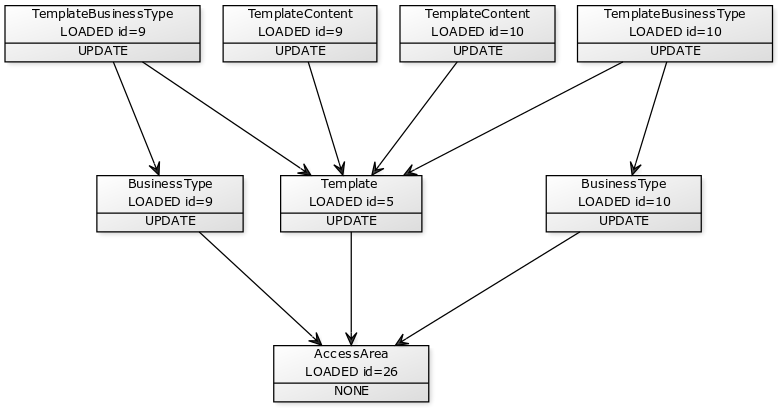 TemplateBusinessType
LOADED id=9
UPDATE
TemplateContent
LOADED id=9
UPDATE
TemplateContent
LOADED id=10
UPDATE
TemplateBusinessType
LOADED id=10
UPDATE
BusinessType
LOADED id=9
UPDATE
Template
LOADED id=5
UPDATE
BusinessType
LOADED id=10
UPDATE
AccessArea
LOADED id=26
NONE